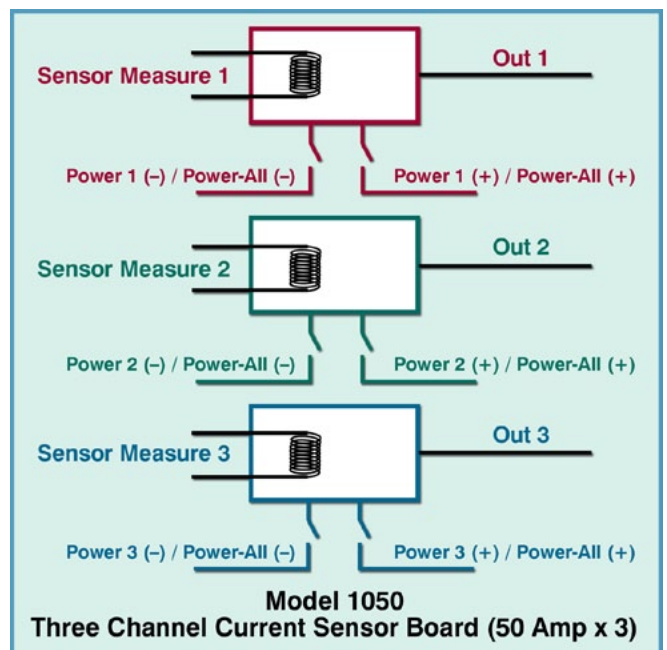 Sensor Measure 1
Out 1
Power 1 (–) / Power-All (–)
Power 1 (+) / Power-All (+)
Sensor Measure 2
Out 2
Power 2 (–) / Power-All (–)
Power 2 (+) / Power-All (+)
Sensor Measure 3
Out 3
Power 3 (–) / Power-All (–)
Power 3 (+) / Power-All (+)
Model 1050
Three Channel Current Sensor Board (50 Amp x 3)